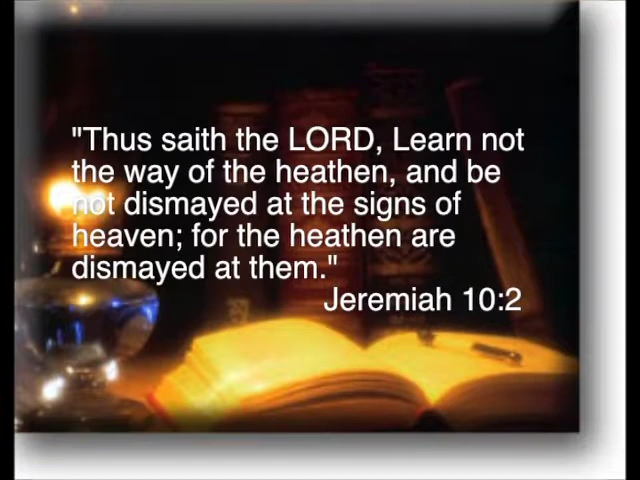 "Thus saith the LORD, Learn not
the way of the heathen, and be
not dismayed at the signs of
heaven; for the heathen are
dismayed at them."
Jeremiah 10:2